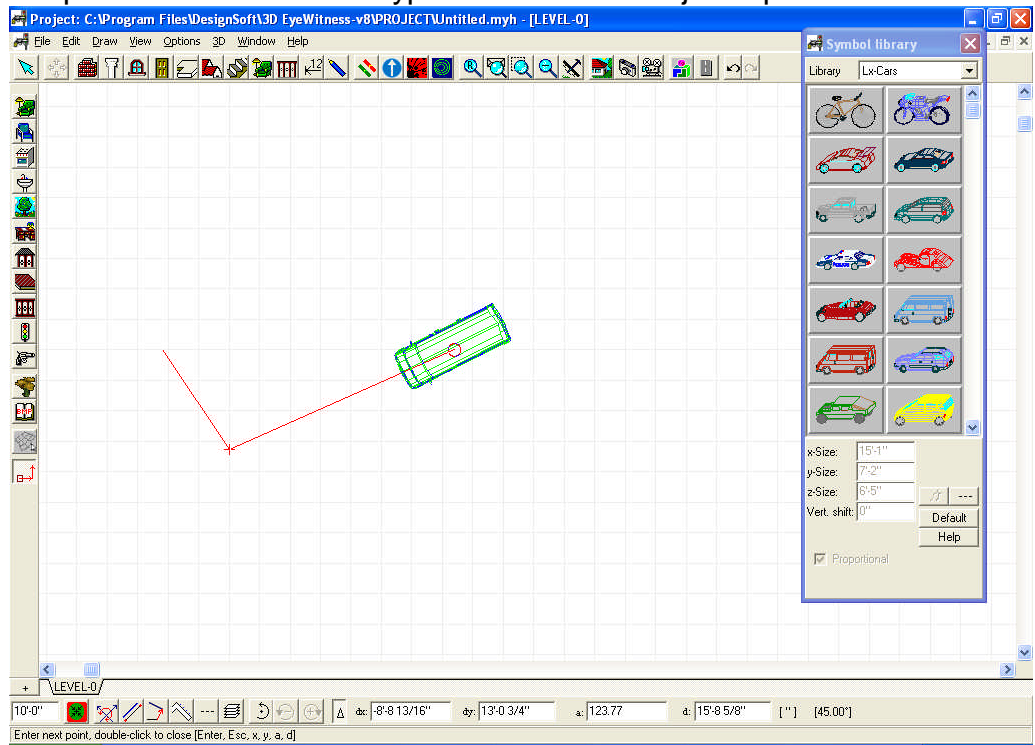 Project: C:\Program Files\DesignSoft\3D EyeWitness-v8\PROJECT\Untitled.myh - [LEVEL-0]
File Edit Draw View Options 3D Window Help
Symbol library
Library Lx-Cars
x-Size: 15'-1"
y-Size: 7'-2"
z-Size: 6'-5"
---
Vert. shift: 0"
Default
Help
Proportional
BMP
+ LEVEL-0
10'-0" --- Δ dx: -8'-8 13/16" dy: 13'-0 3/4" a: 123.77 d: 15'-8 5/8" ["] [45.00°]
Enter next point, double-click to close [Enter, Esc, x, y, a, d]